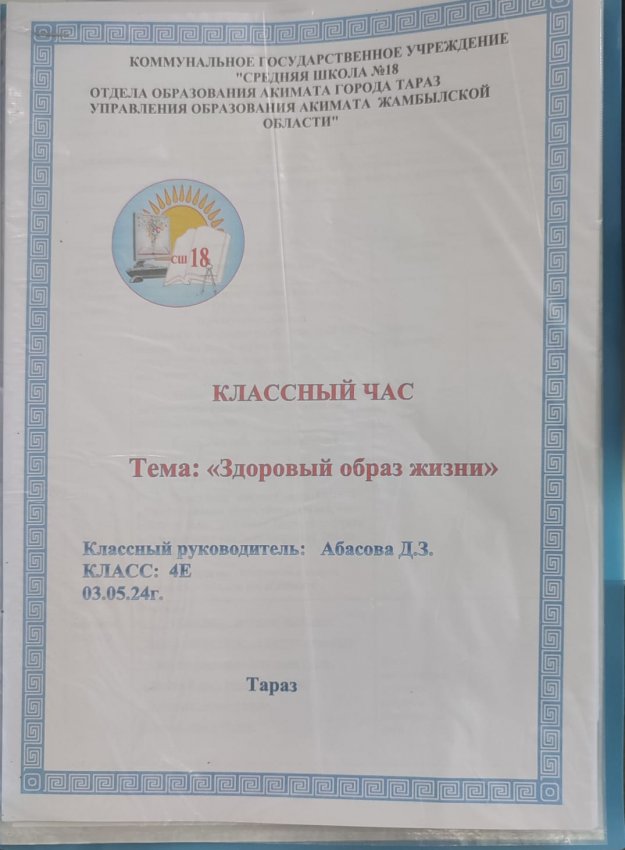 КОММУНАЛЬНОЕ ГОСУДАРСТВЕННОЕ УЧРЕЖДЕНИЕ
"СРЕДНЯЯ ШКОЛА №18
ОТДЕЛА ОБРАЗОВАНИЯ АКИМАТА ГОРОДА ТАРАЗ
УПРАВЛЕНИЯ ОБРАЗОВАНИЯ АКИМАТА ЖАМБЫЛСКОЙ
ОБЛАСТИ"
СШ 18
КЛАССНЫЙ ЧАС
Тема: «Здоровый образ жизни»
Классный руководитель: Абасова Д.З.
КЛАСС: 4Е
03.05.24г.
Тараз